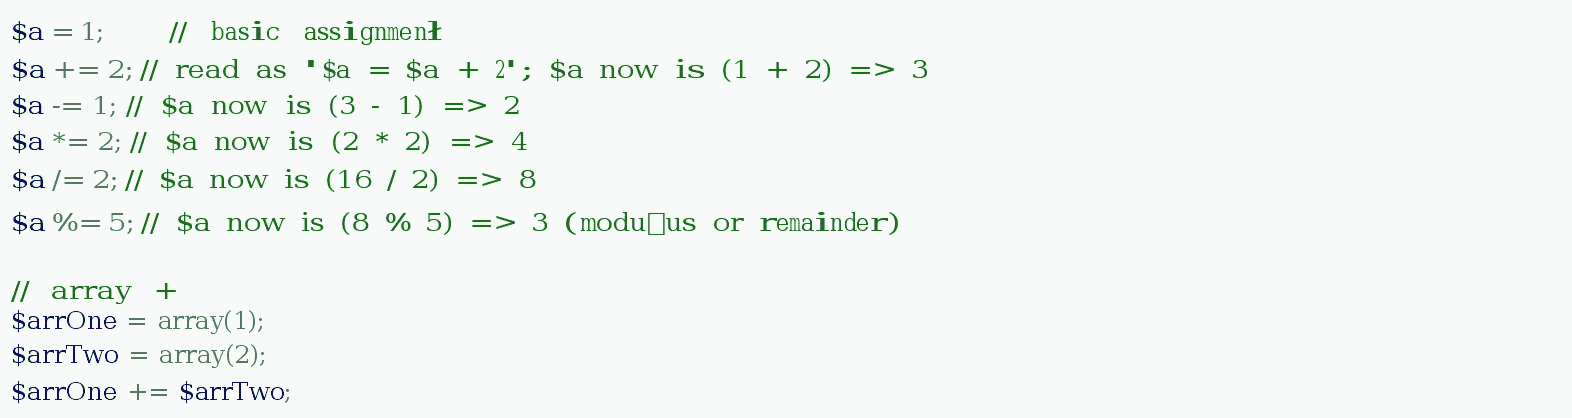 $a = 1; // basic assignment
$a += 2; // read as "$a = $a + 2"; $a now is (1 + 2) => 3
$a -= 1; // $a now is (3 - 1) => 2
$a *= 2; // $a now is (2 * 2) => 4
$a /= 2; // $a now is (16 / 2) => 8
$a %= 5; // $a now is (8 % 5) => 3 (modulus or remainder)

// array +
$arrOne = array(1);
$arrTwo = array(2);
$arrOne += $arrTwo;